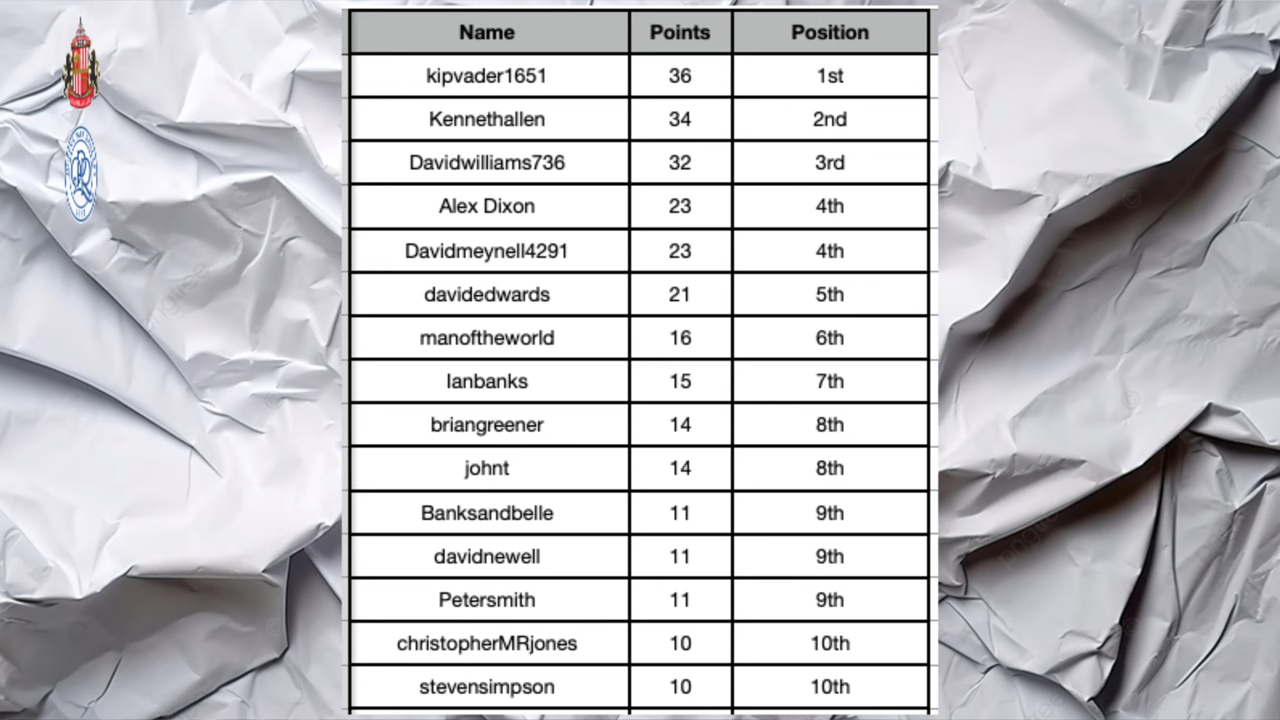 Name Points Position
kipvader1651 36 1st
Kennethallen 34 2nd
Davidwilliams736 32 3rd
Alex Dixon 23 4th
Davidmeynell4291 23 4th
davidedwards 21 5th
manoftheworld 16 6th
Ianbanks 15 7th
briangreener 14 8th
johnt 14 8th
Banksandbelle 11 9th
davidnewell 11 9th
Petersmith 11 9th
christopherMRjones 10 10th
stevensimpson 10 10th